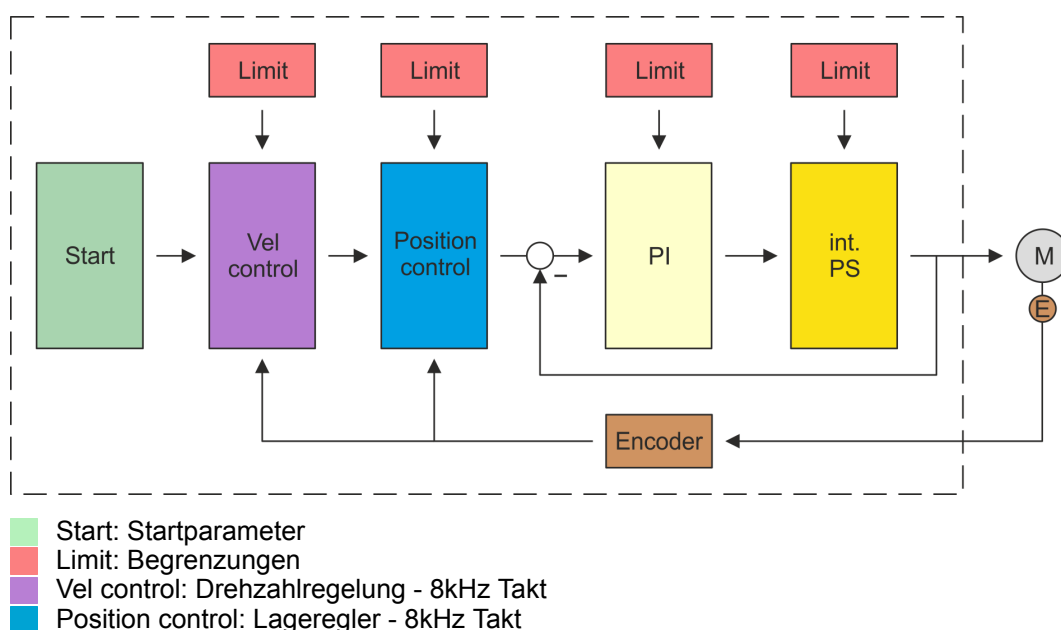 Limit
Limit
Limit
Limit
Start
Vel
control
Position
control
PI
int.
PS
M
E
Encoder
Start: Startparameter
Limit: Begrenzungen
Vel control: Drehzahlregelung - 8kHz Takt
Position control: Lageregler - 8kHz Takt